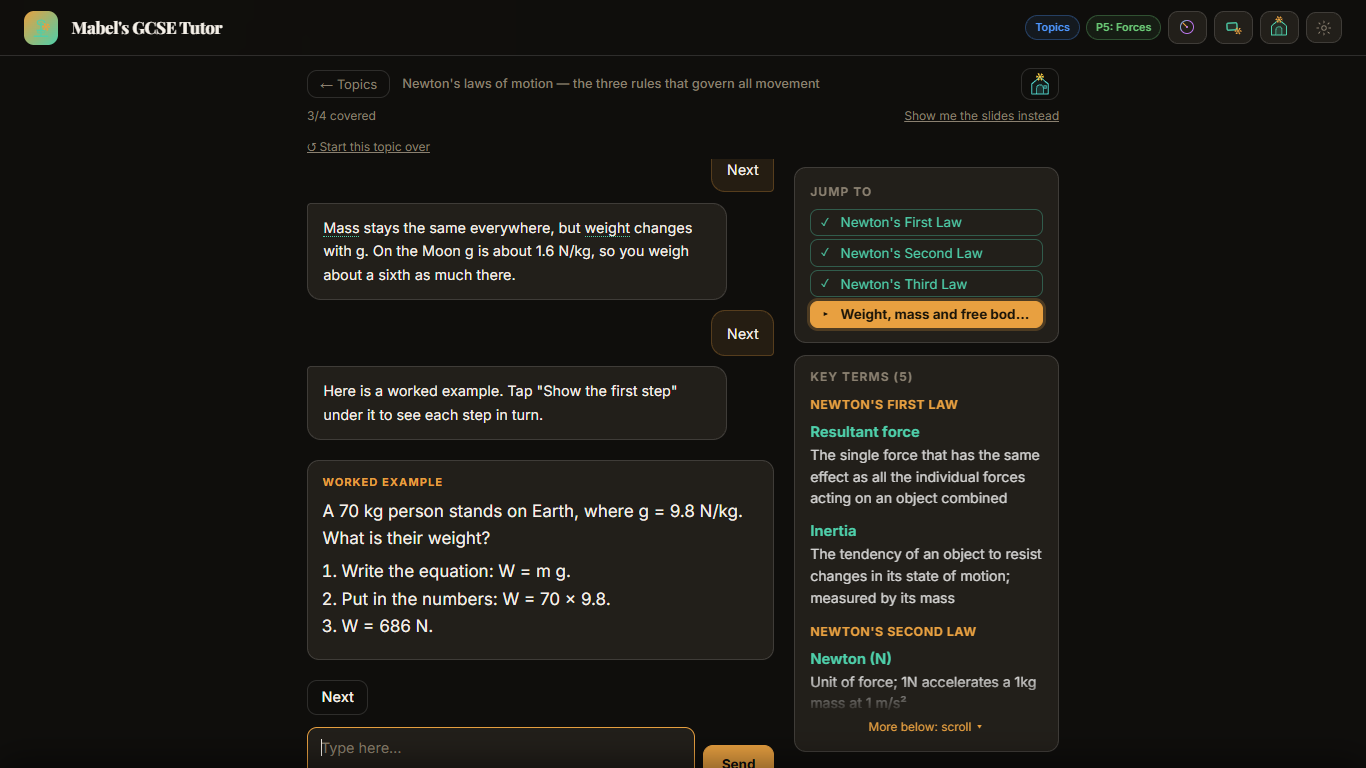 Mabel's GCSE Tutor
Topics
P5: Forces
← Topics
Newton's laws of motion — the three rules that govern all movement
3/4 covered
Show me the slides instead
↺ Start this topic over
Next
Mass stays the same everywhere, but weight changes
with g. On the Moon g is about 1.6 N/kg, so you weigh
about a sixth as much there.
Next
Here is a worked example. Tap "Show the first step"
under it to see each step in turn.
WORKED EXAMPLE
A 70 kg person stands on Earth, where g = 9.8 N/kg.
What is their weight?
1. Write the equation: W = m g.
2. Put in the numbers: W = 70 × 9.8.
3. W = 686 N.
Next
Type here...
Send
JUMP TO
✓ Newton's First Law
✓ Newton's Second Law
✓ Newton's Third Law
▸ Weight, mass and free bod...
KEY TERMS (5)
NEWTON'S FIRST LAW
Resultant force
The single force that has the same
effect as all the individual forces
acting on an object combined
Inertia
The tendency of an object to resist
changes in its state of motion;
measured by its mass
NEWTON'S SECOND LAW
Newton (N)
Unit of force; 1N accelerates a 1kg
mass at 1 m/s²
More below: scroll ▾